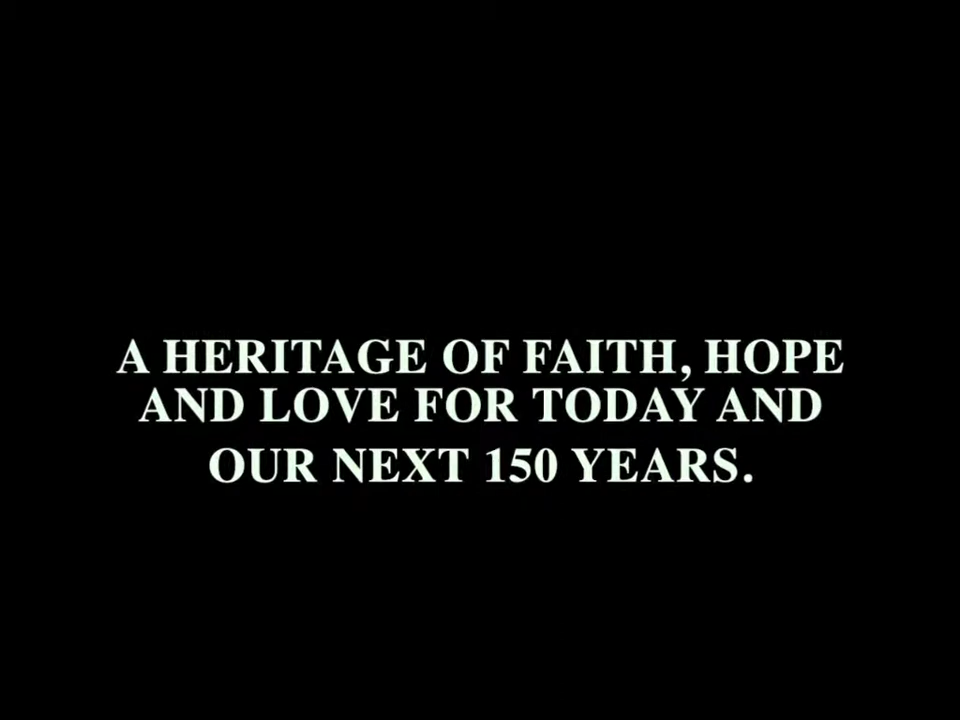 A HERITAGE OF FAITH, HOPE
AND LOVE FOR TODAY AND
OUR NEXT 150 YEARS.